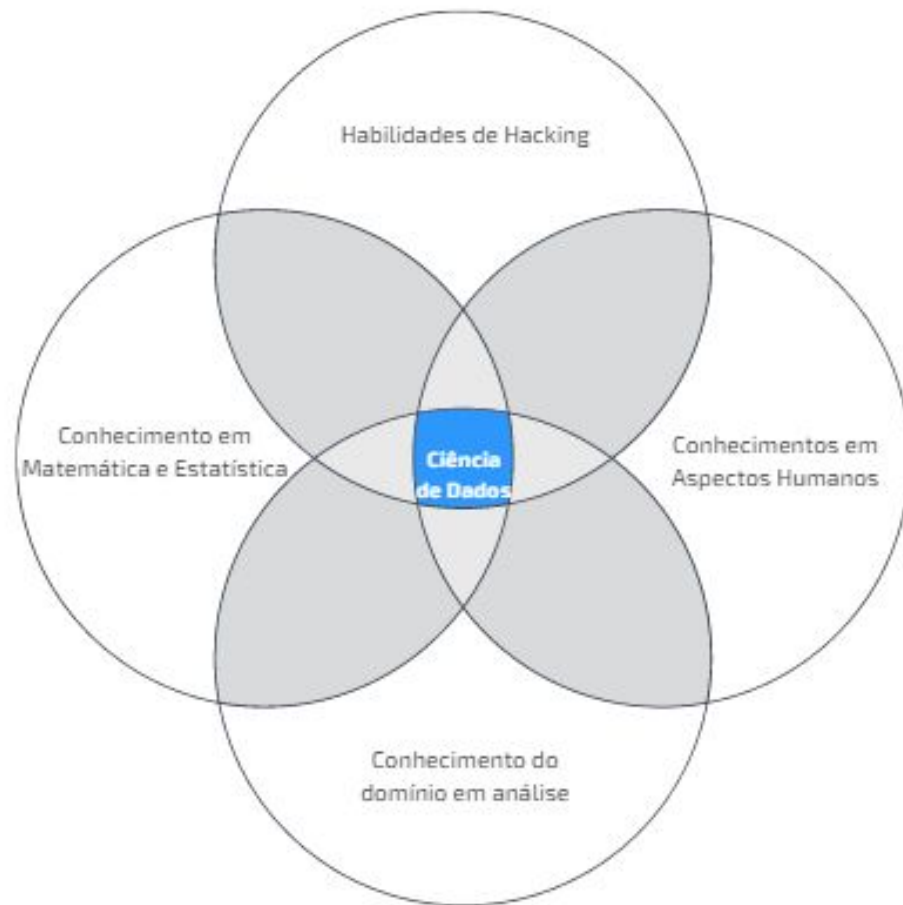 Habilidades de Hacking
Conhecimento em
Matemática e Estatística
Ciência
de Dados
Conhecimentos em
Aspectos Humanos
Conhecimento do
domínio em análise